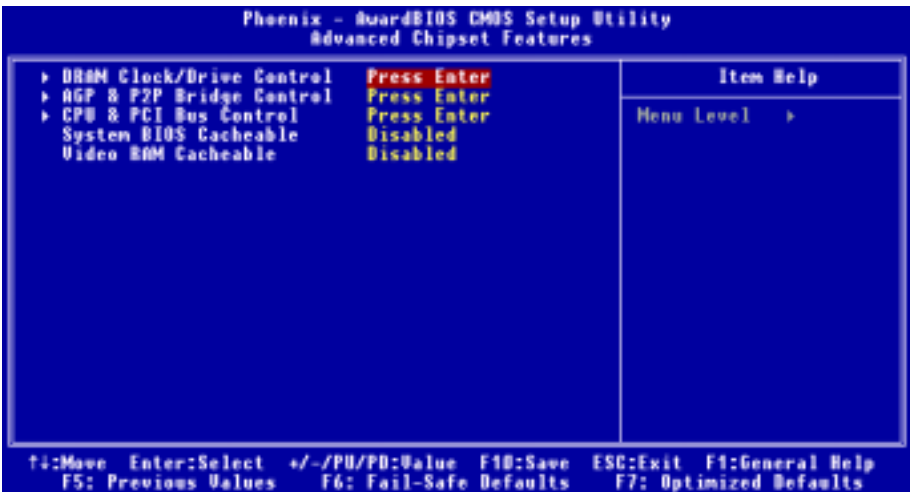 Phoenix - AwardBIOS CMOS Setup Utility
Advanced Chipset Features
▸ DRAM Clock/Drive Control Press Enter
▸ AGP & P2P Bridge Control Press Enter
▸ CPU & PCI Bus Control Press Enter
System BIOS Cacheable Disabled
Video RAM Cacheable Disabled
Item Help
Menu Level ▸
↑↓:Move Enter:Select +/-/PU/PD:Value F10:Save ESC:Exit F1:General Help
F5: Previous Values F6: Fail-Safe Defaults F7: Optimized Defaults